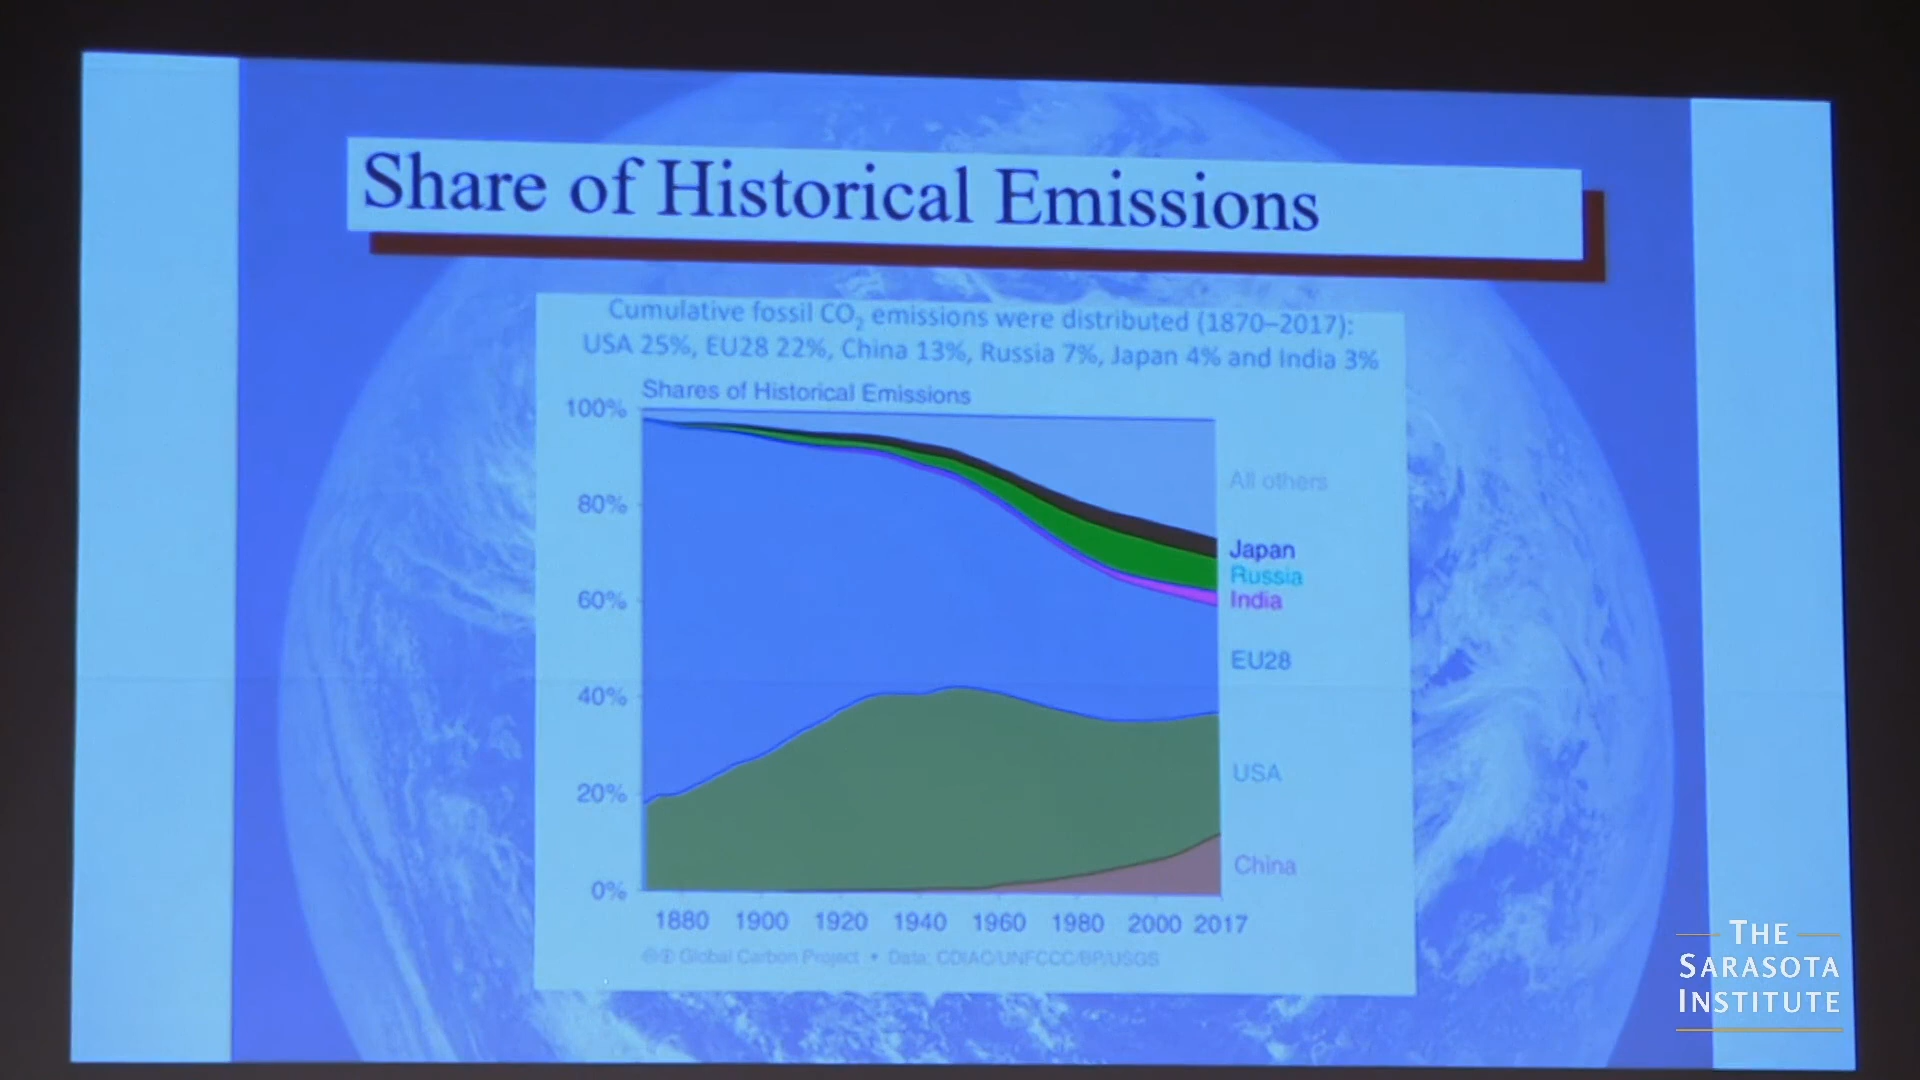 Share of Historical Emissions
Cumulative fossil CO₂ emissions were distributed (1870–2017):
USA 25%, EU28 22%, China 13%, Russia 7%, Japan 4% and India 3%
Shares of Historical Emissions
100%
80%
60%
40%
20%
0%
All others
Japan
Russia
India
EU28
USA
China
1880 1900 1920 1940 1960 1980 2000 2017
Global Carbon Project • Data: CDIAC/UNFCCC/BP/USGS
THE
SARASOTA
INSTITUTE